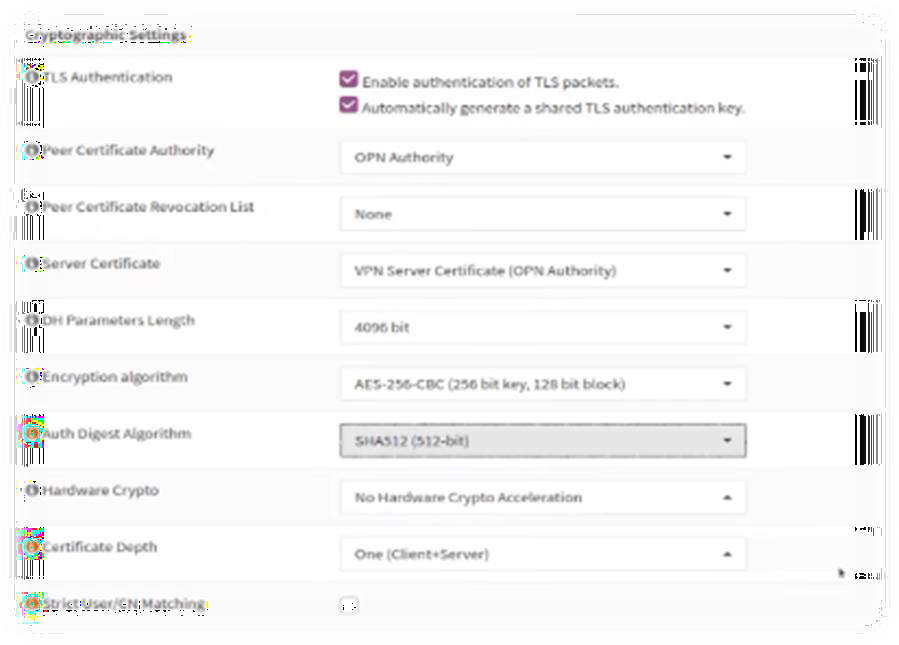 Cryptographic Settings
TLS Authentication
Enable authentication of TLS packets.
Automatically generate a shared TLS authentication key.
Peer Certificate Authority
OPN Authority
Peer Certificate Revocation List
None
Server Certificate
VPN Server Certificate (OPN Authority)
DH Parameters Length
4096 bit
Encryption algorithm
AES-256-CBC (256 bit key, 128 bit block)
Auth Digest Algorithm
SHA512 (512-bit)
Hardware Crypto
No Hardware Crypto Acceleration
Certificate Depth
One (Client+Server)
Strict User/CN Matching